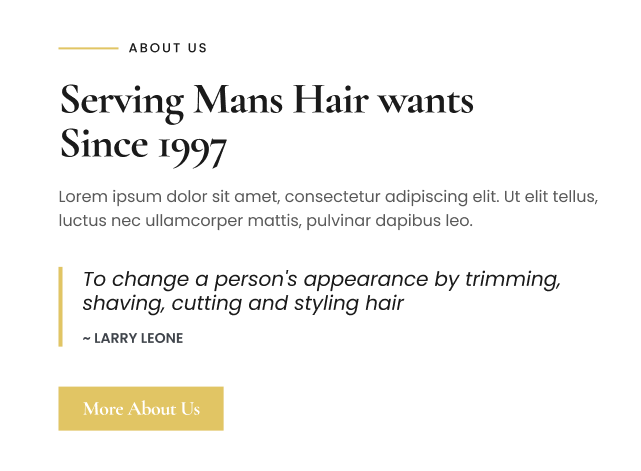 ABOUT US
Serving Mans Hair wants
Since 1997
Lorem ipsum dolor sit amet, consectetur adipiscing elit. Ut elit tellus,
luctus nec ullamcorper mattis, pulvinar dapibus leo.
To change a person's appearance by trimming,
shaving, cutting and styling hair
~ LARRY LEONE
More About Us